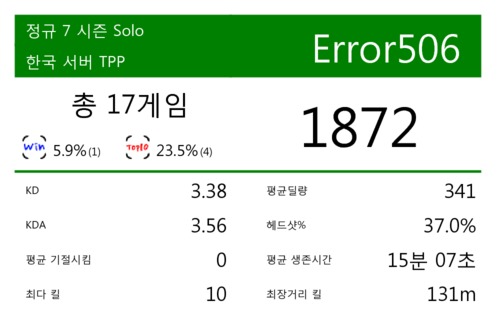 정규 7 시즌 Solo
한국 서버 TPP
Error506
총 17게임
Win 5.9% (1) TOP10 23.5% (4)
1872
KD 3.38
KDA 3.56
평균 기절시킴 0
최다 킬 10
평균딜량 341
헤드샷% 37.0%
평균 생존시간 15분 07초
최장거리 킬 131m